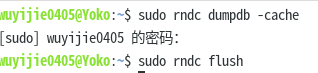 wuyijie0405@Yoko:~$ sudo rndc dumpdb -cache
[sudo] wuyijie0405 的密码:
wuyijie0405@Yoko:~$ sudo rndc flush